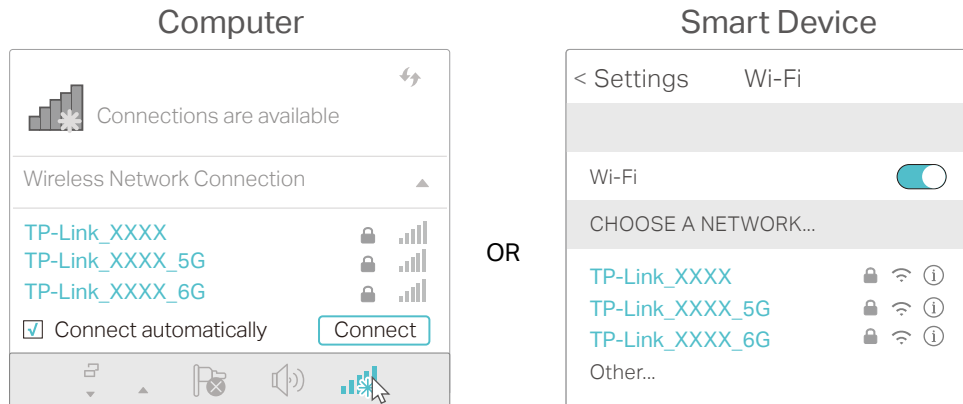 Computer
Connections are available
Wireless Network Connection
TP-Link_XXXX
TP-Link_XXXX_5G
TP-Link_XXXX_6G
Connect automatically
Connect
OR
Smart Device
< Settings Wi-Fi
Wi-Fi
CHOOSE A NETWORK...
TP-Link_XXXX
TP-Link_XXXX_5G
TP-Link_XXXX_6G
Other...